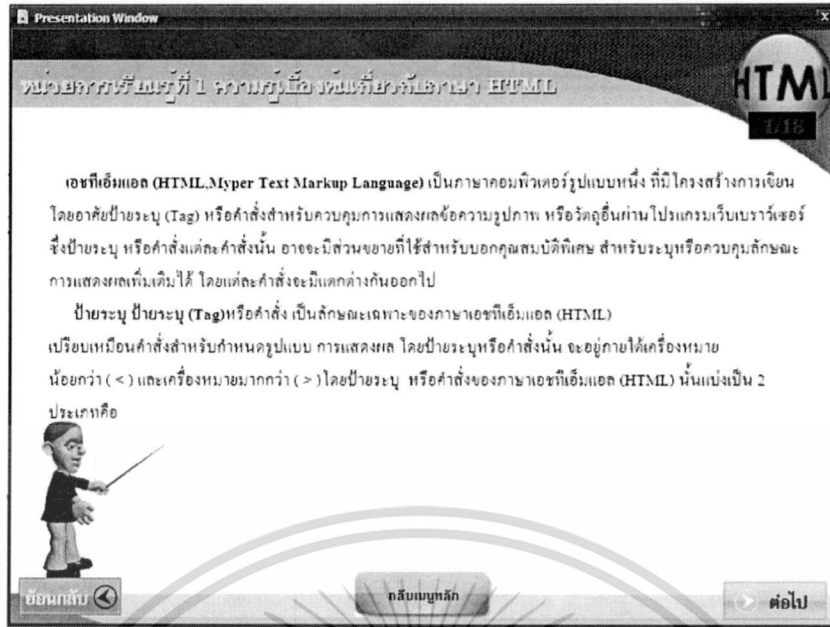 Presentation Window
x
หน่วยการเรียนรู้ที่ 1 ความรู้เบื้องต้นเกี่ยวกับภาษา HTML
HTML
1/18
เอชทีเอ็มแอล (HTML,Myper Text Markup Language) เป็นภาษาคอมพิวเตอร์รูปแบบหนึ่ง ที่มีโครงสร้างการเขียน
โดยอาศัยป้ายระบุ (Tag) หรือคำสั่งสำหรับควบคุมการแสดงผลข้อความรูปภาพ หรือวัตถุอื่นผ่านโปรแกรมเว็บเบราว์เซอร์
ซึ่งป้ายระบุ หรือคำสั่งแต่ละคำสั่งนั้น อาจจะมีส่วนขยายที่ใช้สำหรับบอกคุณสมบัติพิเศษ สำหรับระบุหรือควบคุมลักษณะ
การแสดงผลเพิ่มเติมได้ โดยแต่ละคำสั่งจะมีแตกต่างกันออกไป
ป้ายระบุ ป้ายระบุ (Tag)หรือคำสั่ง เป็นลักษณะเฉพาะของภาษาเอชทีเอ็มแอล (HTML)
เปรียบเหมือนคำสั่งสำหรับกำหนดรูปแบบ การแสดงผล โดยป้ายระบุหรือคำสั่งนั้น จะอยู่ภายใต้เครื่องหมาย
น้อยกว่า ( < ) และเครื่องหมายมากกว่า ( > ) โดยป้ายระบุ หรือคำสั่งของภาษาเอชทีเอ็มแอล (HTML) นั้นแบ่งเป็น 2
ประเภทคือ
ย้อนกลับ
กลับเมนูหลัก
ต่อไป